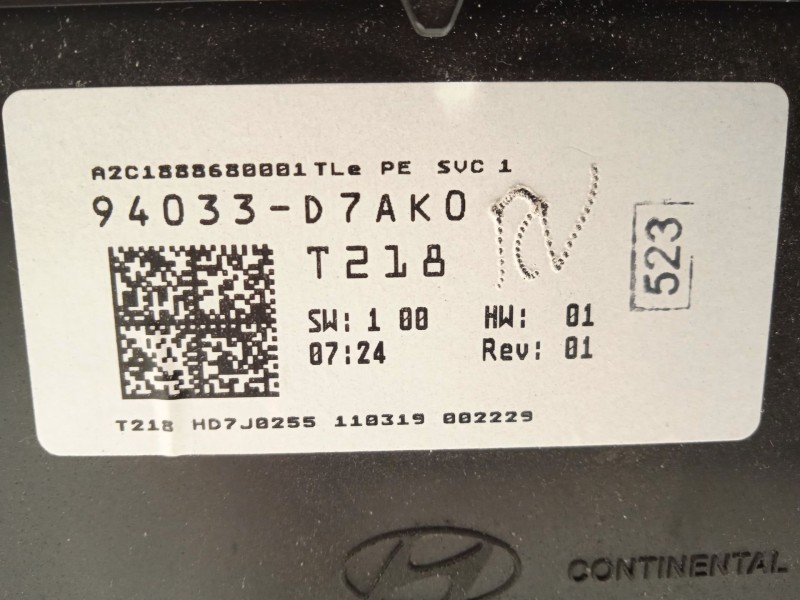 A2C1888680001 TLe PE SVC 1
94033-D7AK0
T218
523
SW: 1 00 HW: 01
07:24 Rev: 01
T218 HD7J0255 110319 002229
CONTINENTAL